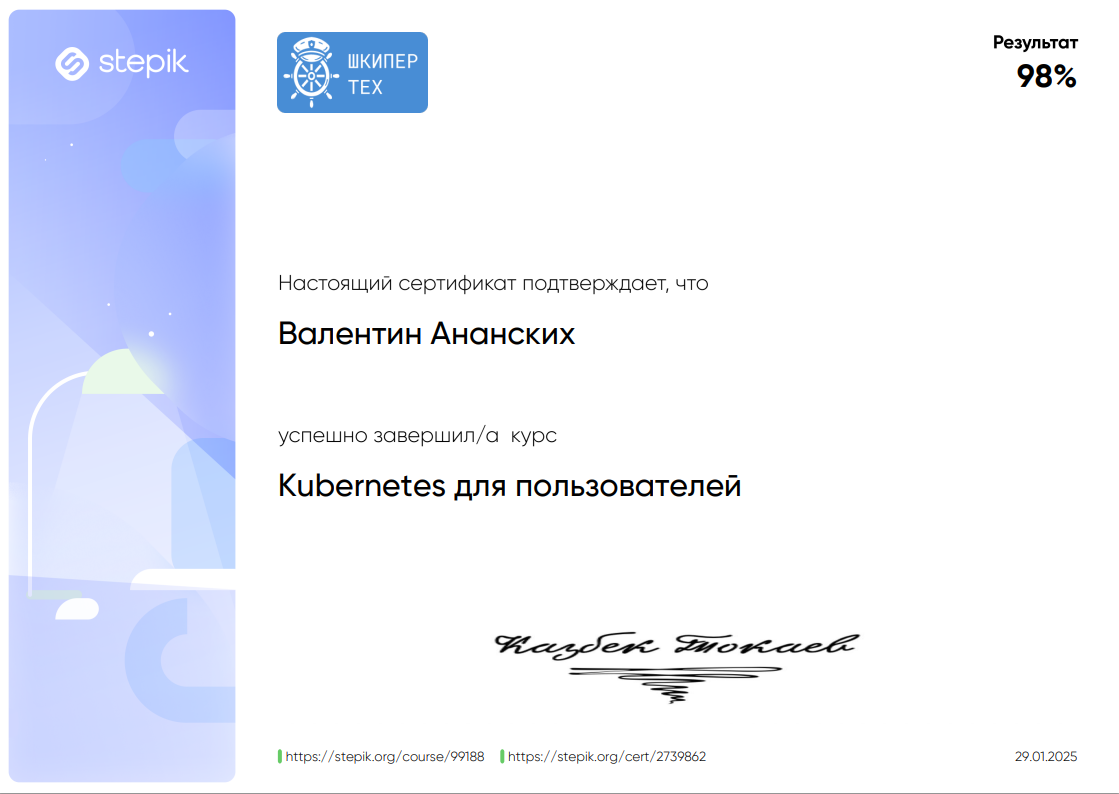 stepik
ШКИПЕР
ТЕХ
Результат
98%
Настоящий сертификат подтверждает, что
Валентин Ананских
успешно завершил/а курс
Kubernetes для пользователей
Казбек Токаев
https://stepik.org/course/99188 https://stepik.org/cert/2739862 29.01.2025